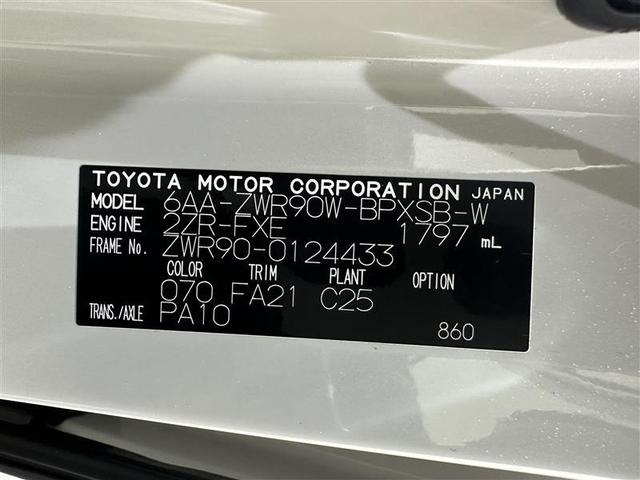 TOYOTA MOTOR CORPORATION JAPAN
MODEL 6AA-ZWR90W-BPXSB-W
ENGINE 2ZR-FXE 1797 mL
FRAME No. ZWR90-0124433
COLOR TRIM PLANT OPTION
070 FA21 C25
TRANS./AXLE PA10
860